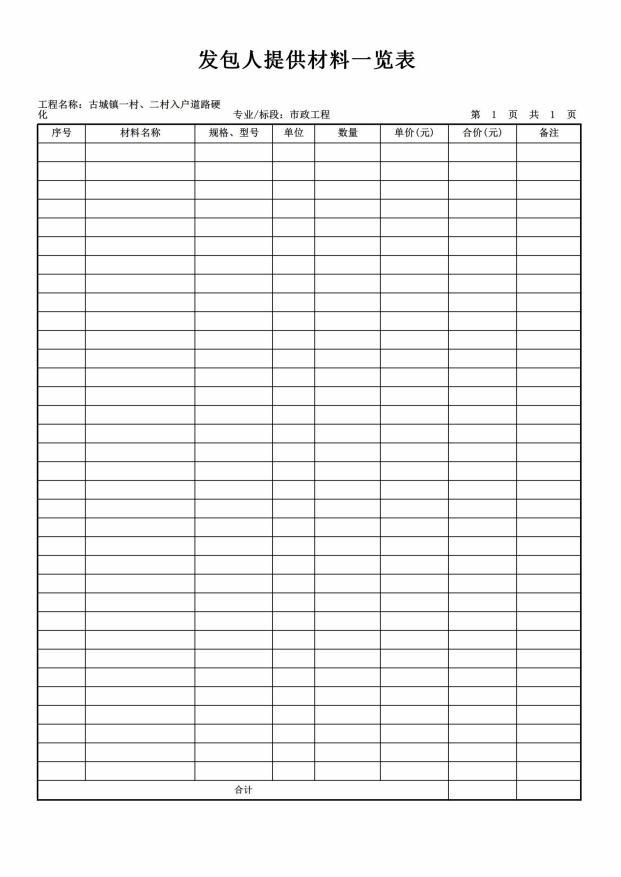 发包人提供材料一览表
工程名称：古城镇一村、二村入户道路硬
化 专业/标段：市政工程 第 1 页 共 1 页
序号 材料名称 规格、型号 单位 数量 单价(元) 合价(元) 备注
合计